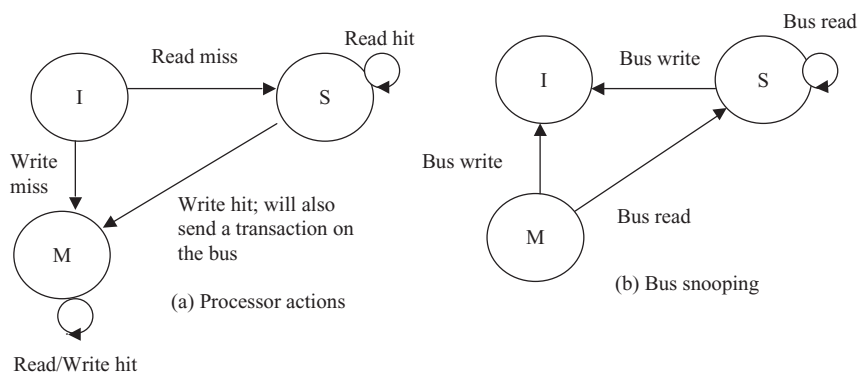 Read miss
Read hit
I
S
Write
miss
Write hit; will also
send a transaction on
the bus
M
(a) Processor actions
Read/Write hit
Bus read
Bus write
I
S
Bus write
Bus read
M
(b) Bus snooping